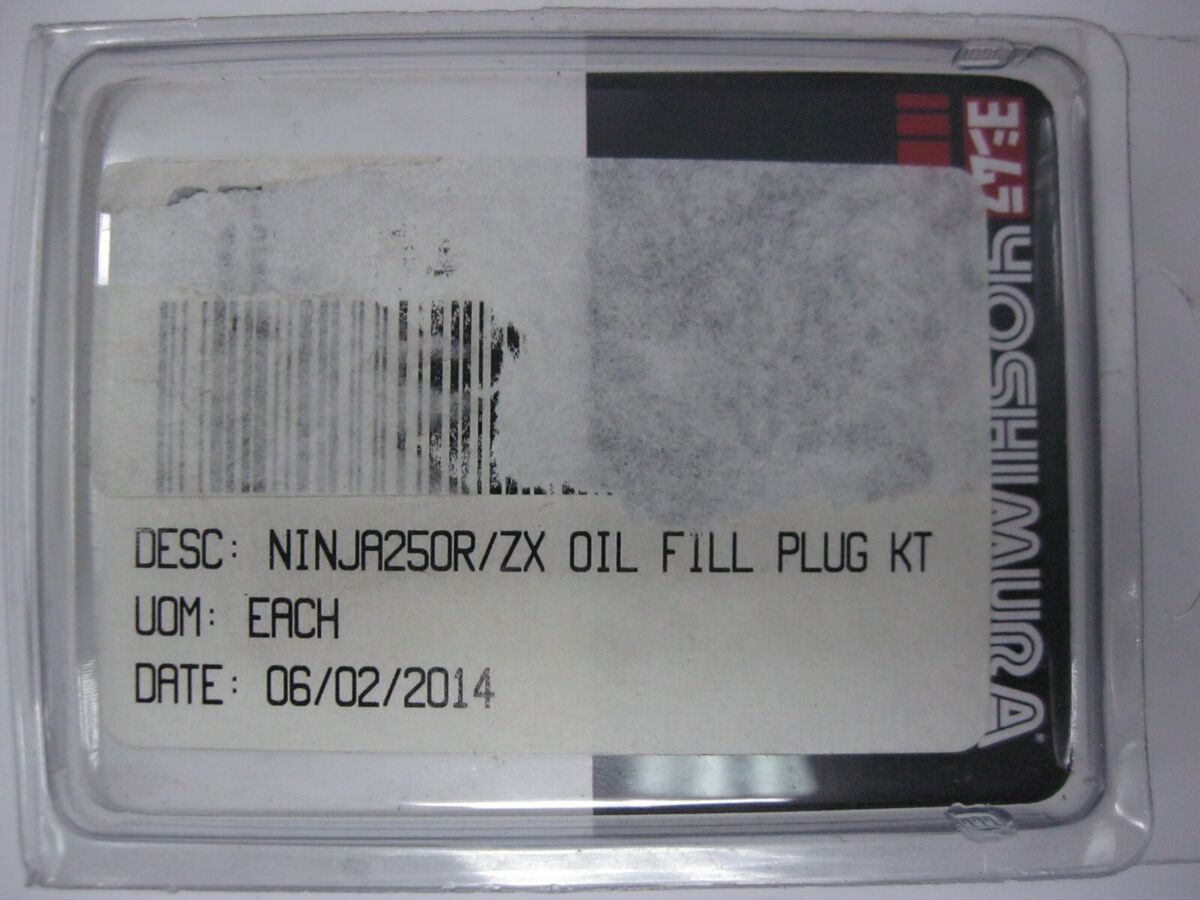 DESC: NINJA250R/ZX OIL FILL PLUG KT
UOM: EACH
DATE: 06/02/2014
ヨシムラ
YOSHIMURA